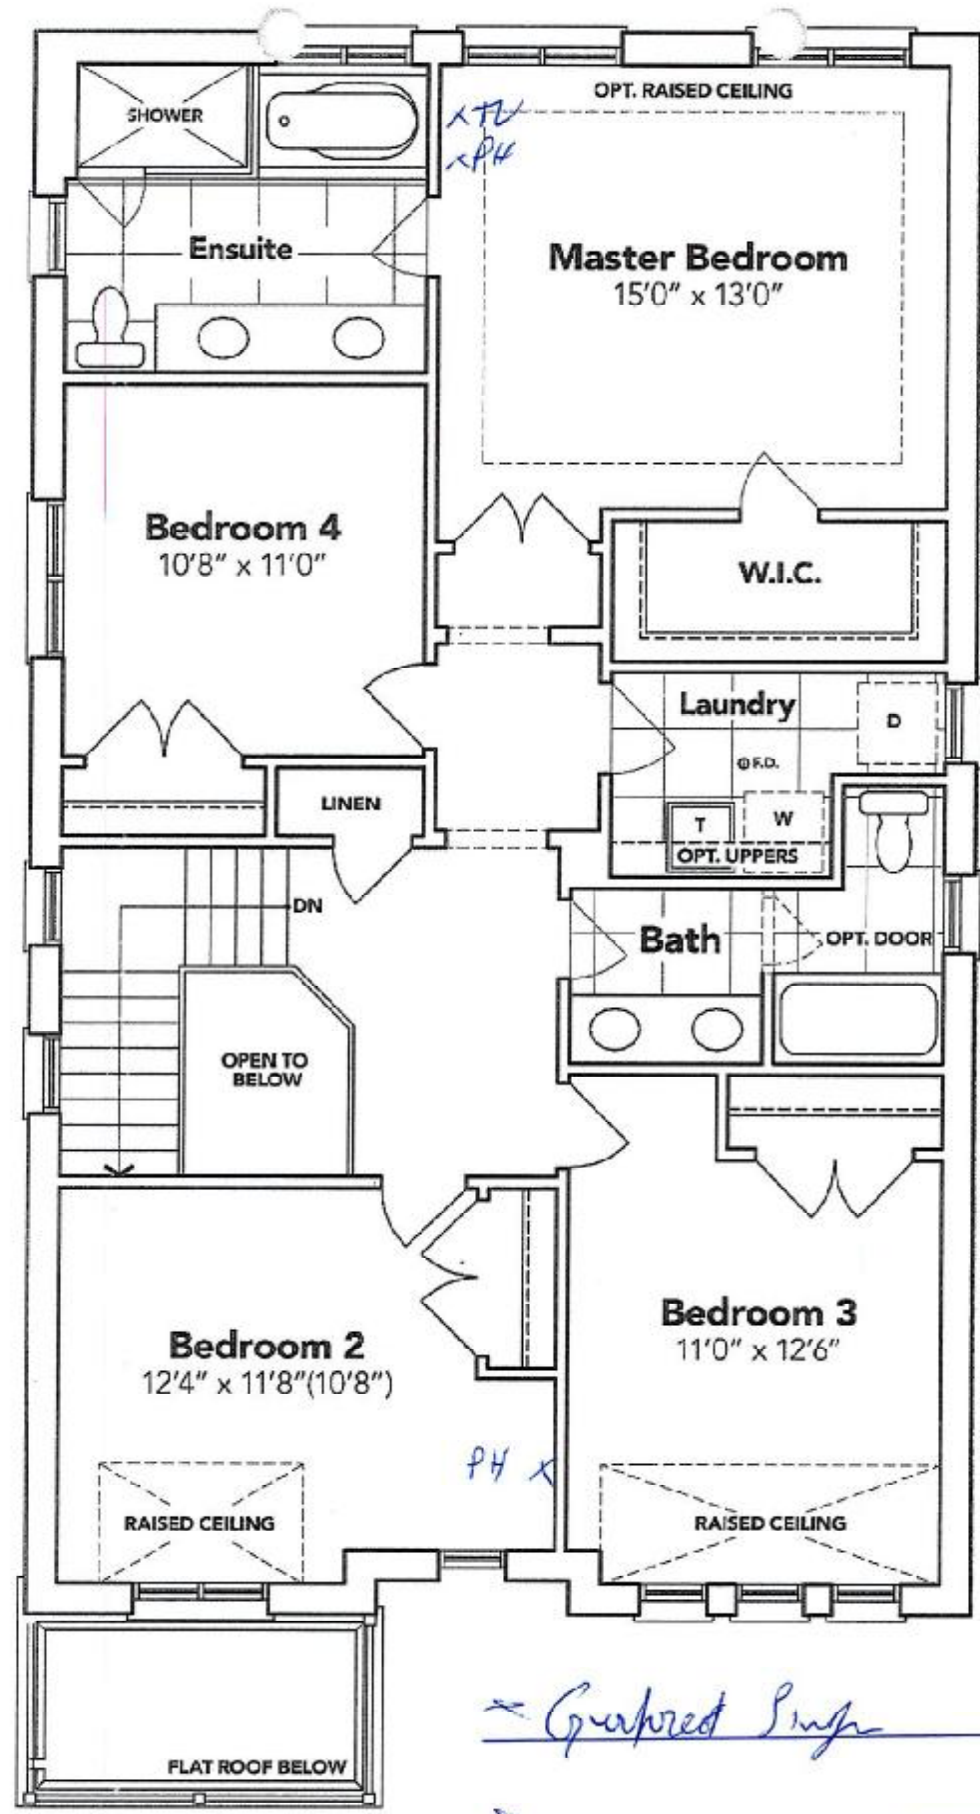 OPT. RAISED CEILING
SHOWER
x TV
x PH
Ensuite
Master Bedroom
15'0" x 13'0"
Bedroom 4
10'8" x 11'0"
W.I.C.
Laundry
D
F.D.
LINEN
T
W
OPT. UPPERS
DN
Bath
OPT. DOOR
OPEN TO
BELOW
Bedroom 3
11'0" x 12'6"
Bedroom 2
12'4" x 11'8"(10'8")
PH x
RAISED CEILING
RAISED CEILING
FLAT ROOF BELOW